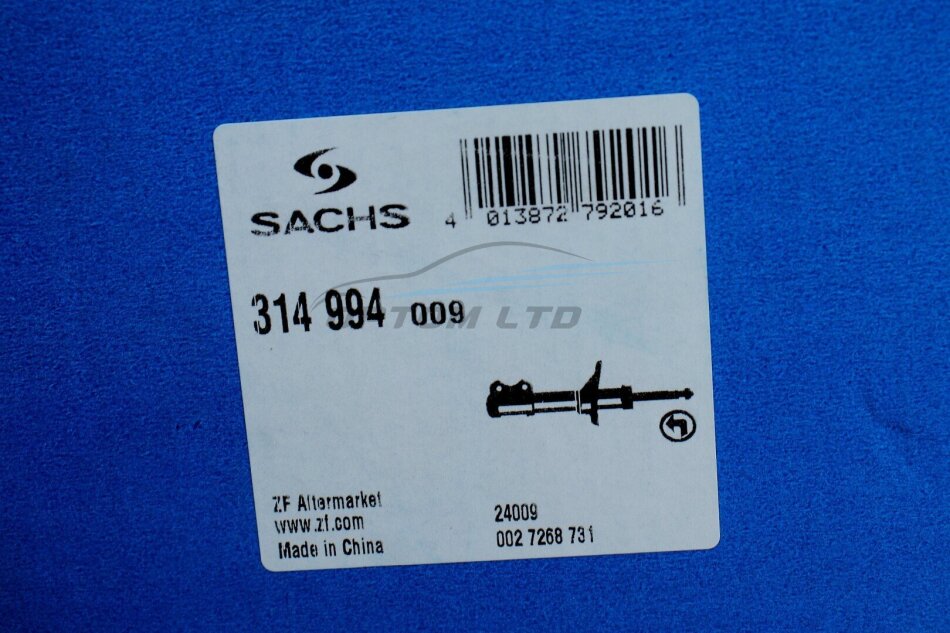 SACHS
4 013872 792016
314 994 009
TOM LTD
ZF Aftermarket
www.zf.com
Made in China
24009
002 7268 731